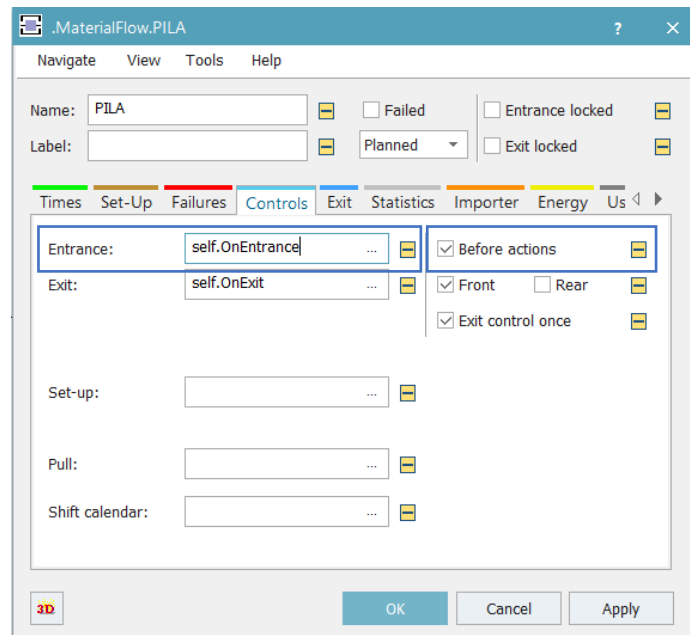 .MaterialFlow.PILA ? ×
Navigate View Tools Help
Name: PILA Failed Entrance locked
Label: Planned Exit locked
Times Set-Up Failures Controls Exit Statistics Importer Energy Us
Entrance: self.OnEntrance ... Before actions
Exit: self.OnExit ... Front Rear
Exit control once
Set-up: ...
Pull: ...
Shift calendar: ...
3D OK Cancel Apply